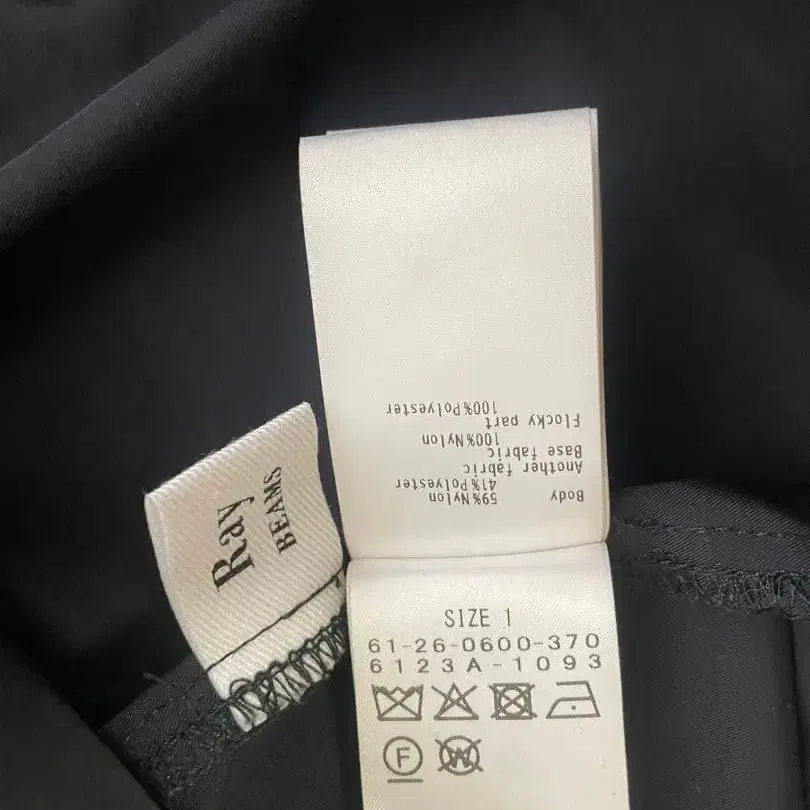 Ray
BEAMS
Body
59%Nylon
41%Polyester
Another fabric
Base fabric
100%Nylon
Flocky part
100%Polyester
SIZE 1
61-26-0600-370
6123A-1093
F
W